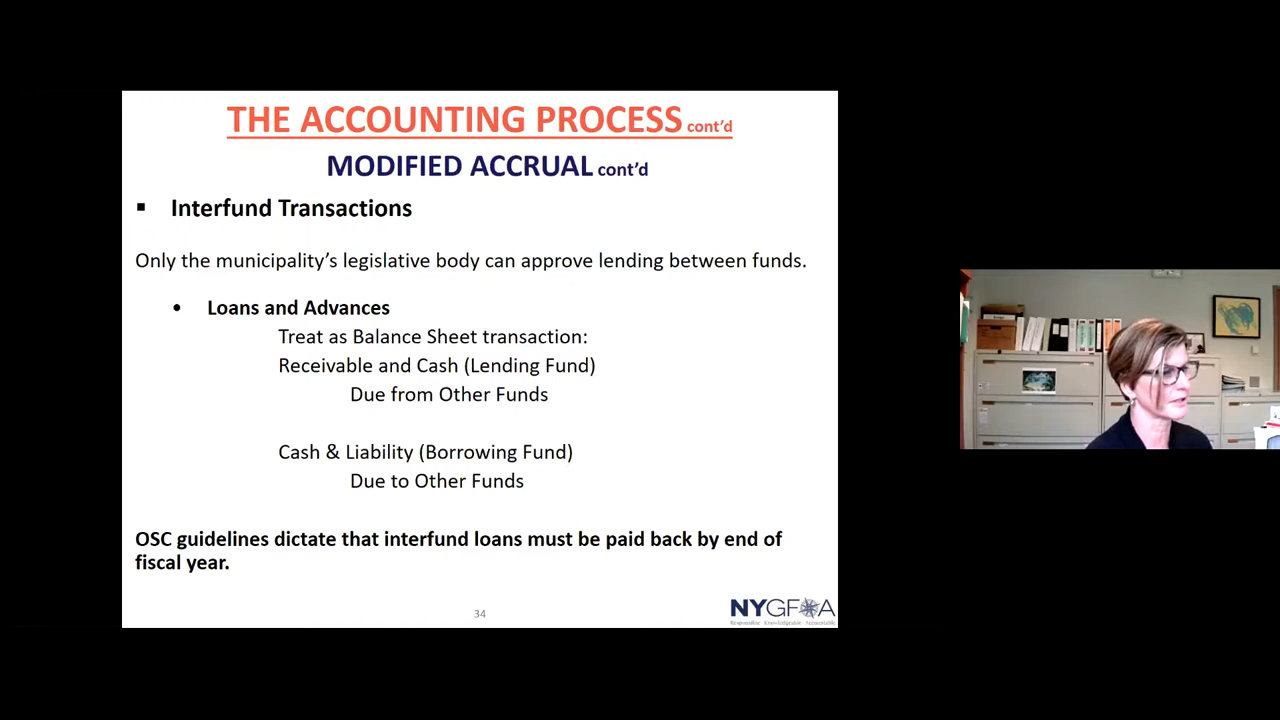 THE ACCOUNTING PROCESS cont'd
MODIFIED ACCRUAL cont'd
▪ Interfund Transactions
Only the municipality's legislative body can approve lending between funds.
• Loans and Advances
Treat as Balance Sheet transaction:
Receivable and Cash (Lending Fund)
Due from Other Funds
Cash & Liability (Borrowing Fund)
Due to Other Funds
OSC guidelines dictate that interfund loans must be paid back by end of
fiscal year.
34
NYGFOA
Responsible Knowledgeable Accountable